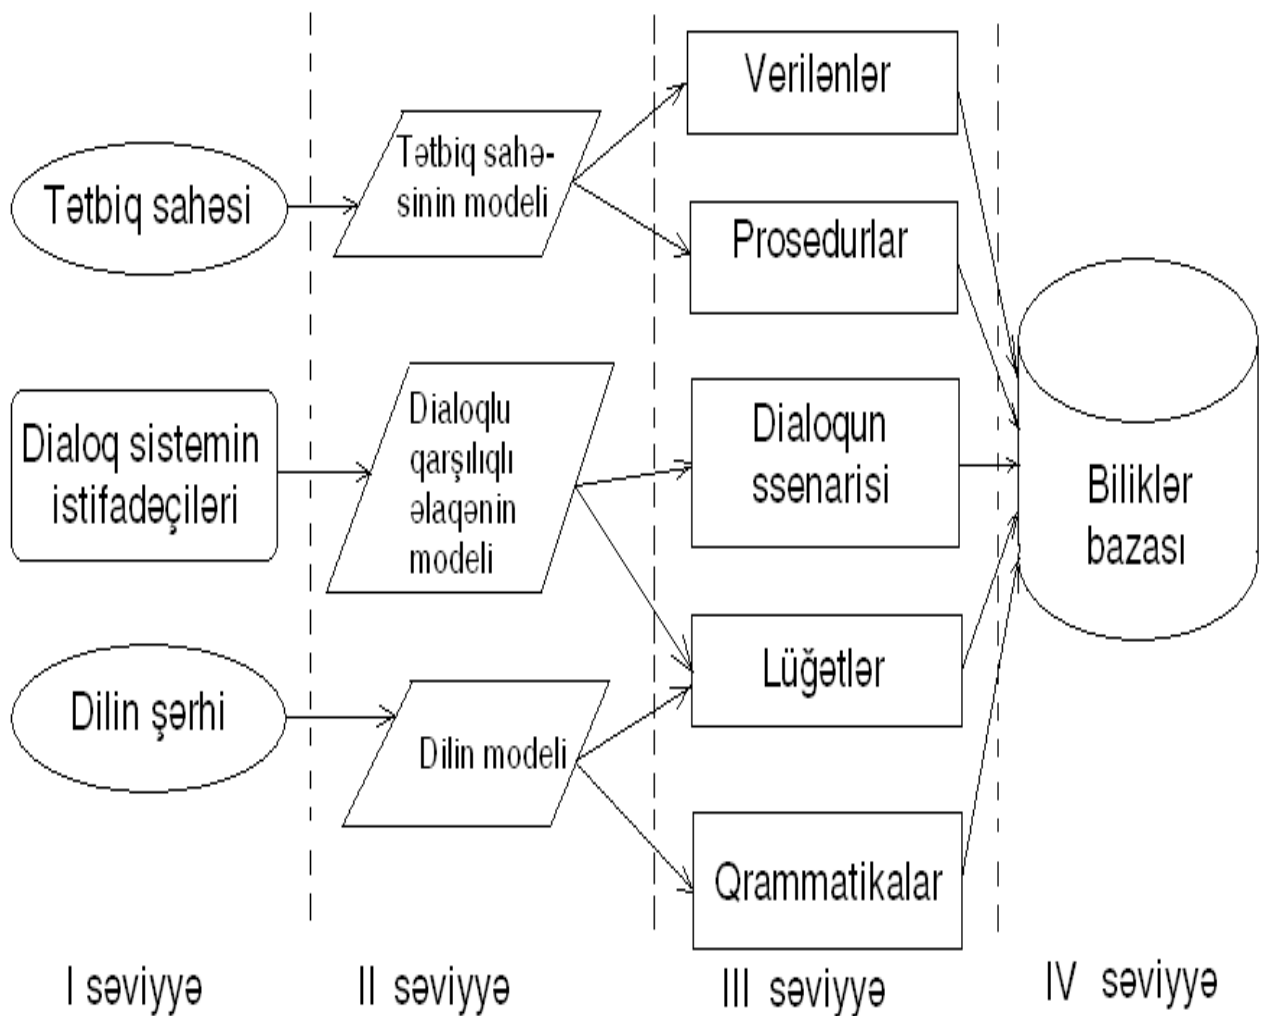 Tətbiq sahəsi
Dialoq sistemin
istifadəçiləri
Dilin şərhi
I səviyyə
Tətbiq sahə-
sinin modeli
Dialoqlu
qarşılıqlı
əlaqənin
modeli
Dilin modeli
II səviyyə
Verilənlər
Prosedurlar
Dialoqun
ssenarisi
Lüğətlər
Qrammatikalar
III səviyyə
Biliklər
bazası
IV səviyyə